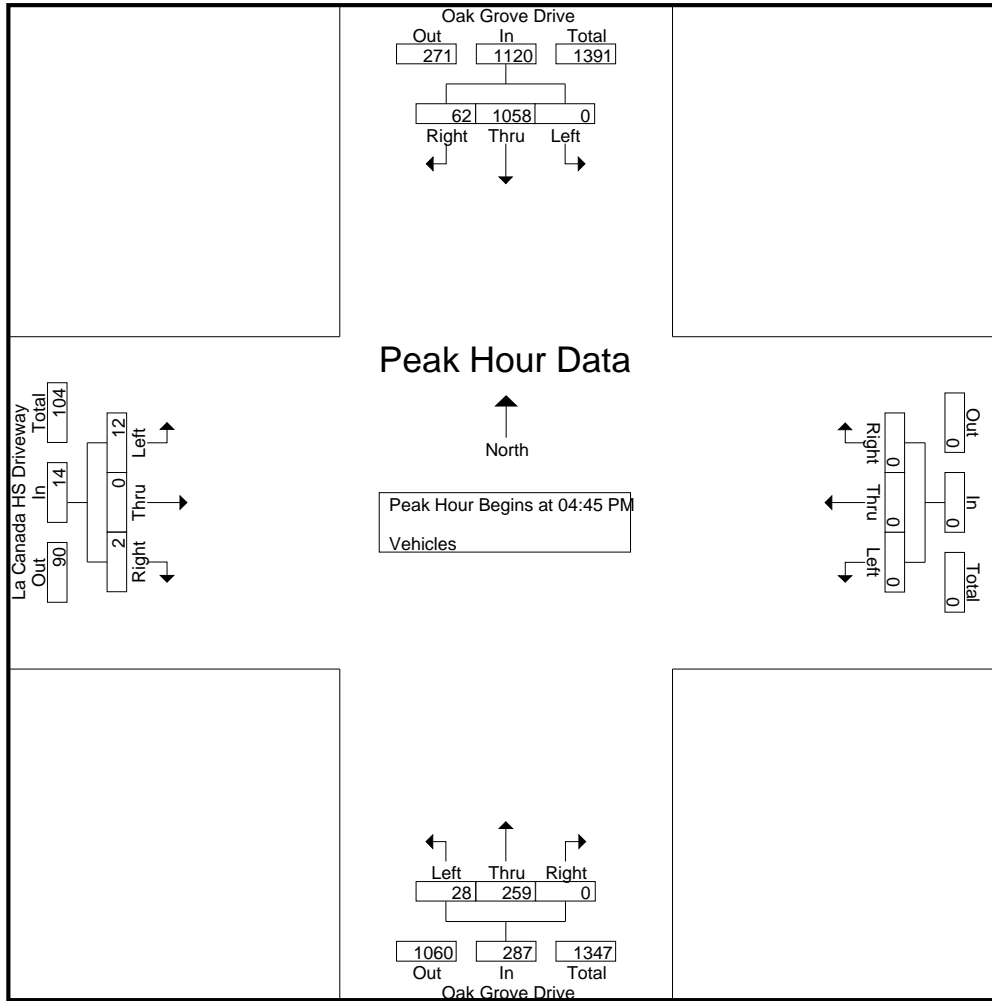 Oak Grove Drive
Out In Total
271 1120 1391
62 1058 0
Right Thru Left
Peak Hour Data
North
Peak Hour Begins at 04:45 PM
Vehicles
La Canada HS Driveway
Out In Total
90 14 104
2 0 12
Right Thru Left
Out In Total
0 0 0
Right Thru Left
0 0 0
Left Thru Right
28 259 0
1060 287 1347
Out In Total
Oak Grove Drive